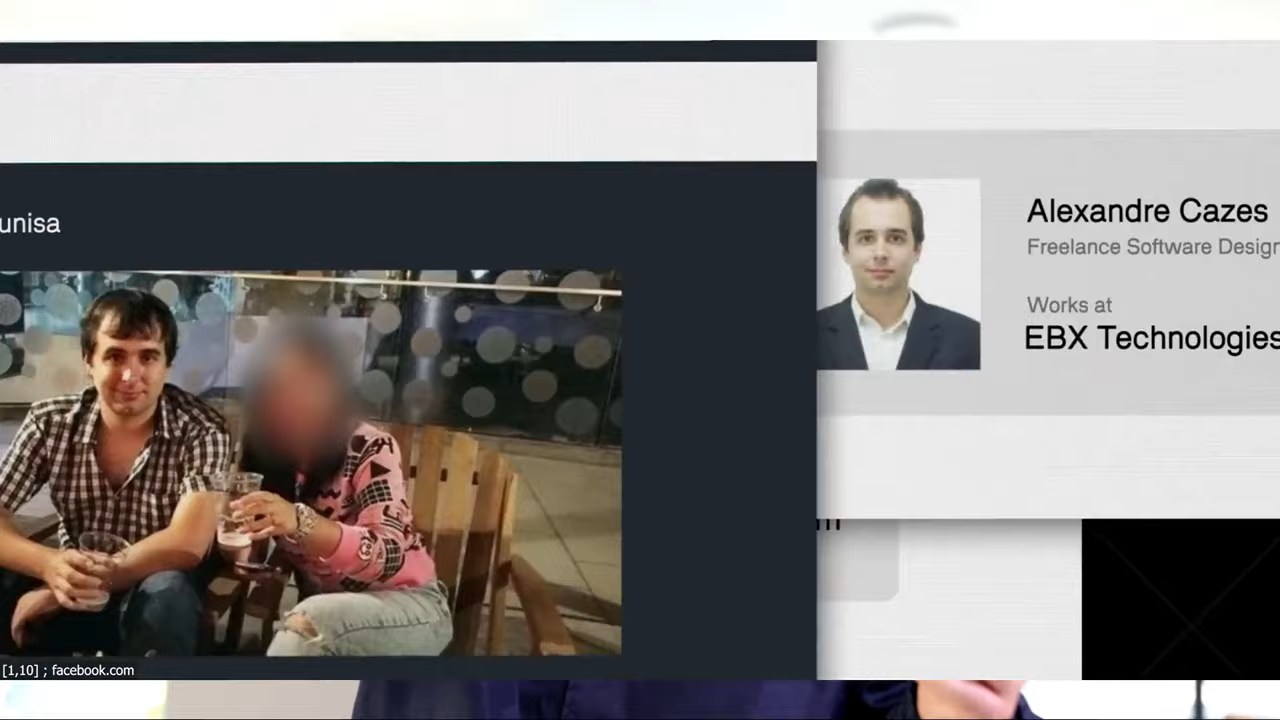 unisa
Alexandre Cazes
Freelance Software Design
Works at
EBX Technologies
[1,10] ; facebook.com